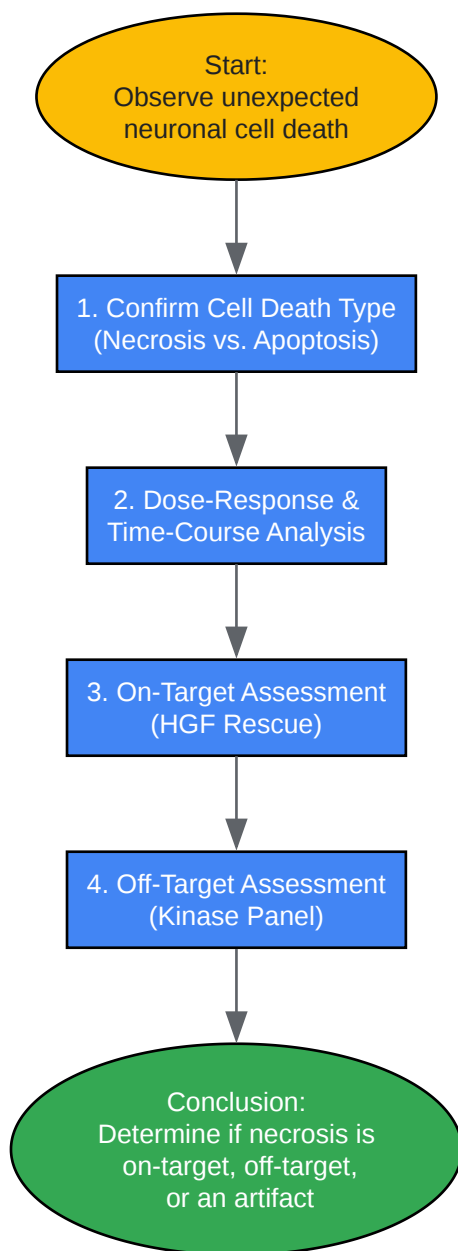 Start:
Observe unexpected
neuronal cell death
1. Confirm Cell Death Type
(Necrosis vs. Apoptosis)
2. Dose-Response &
Time-Course Analysis
3. On-Target Assessment
(HGF Rescue)
4. Off-Target Assessment
(Kinase Panel)
Conclusion:
Determine if necrosis is
on-target, off-target,
or an artifact